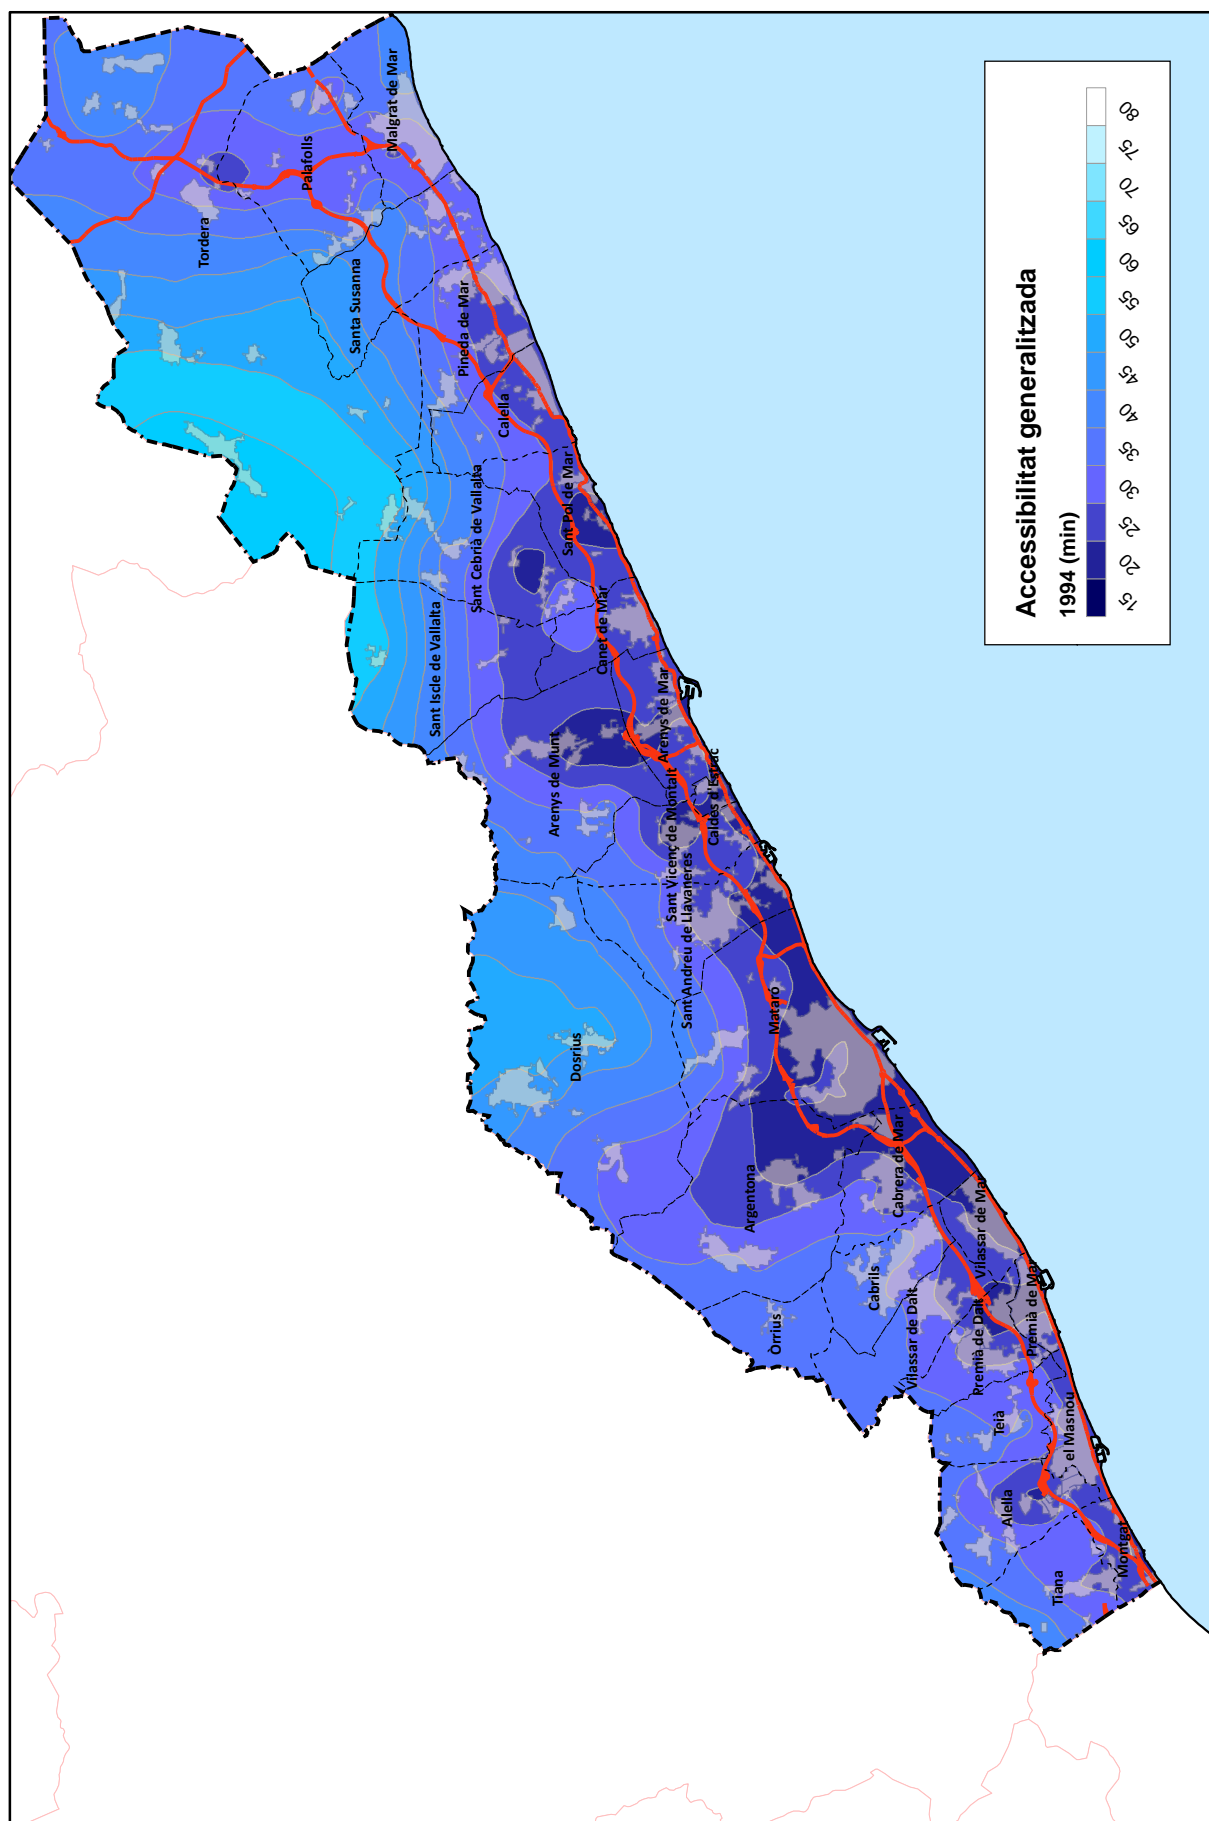 Accessibilitat generalitzada
1994 (min)
15
20
25
30
35
40
45
50
55
60
65
70
75
80
Tordera
Palafolls
Malgrat de Mar
Santa Susanna
Pineda de Mar
Calella
Sant Pol de Mar
Sant Cebrià de Vallalta
Sant Iscle de Vallalta
Canet de Mar
Arenys de Mar
Arenys de Munt
Caldes d'Estrac
Sant Vicenç de Montalt
Sant Andreu de Llavaneres
Mataró
Dosrius
Argentona
Cabrera de Mar
Vilassar de Mar
Cabrils
Òrrius
Vilassar de Dalt
Premià de Dalt
Premià de Mar
Teià
el Masnou
Alella
Tiana
Montgat